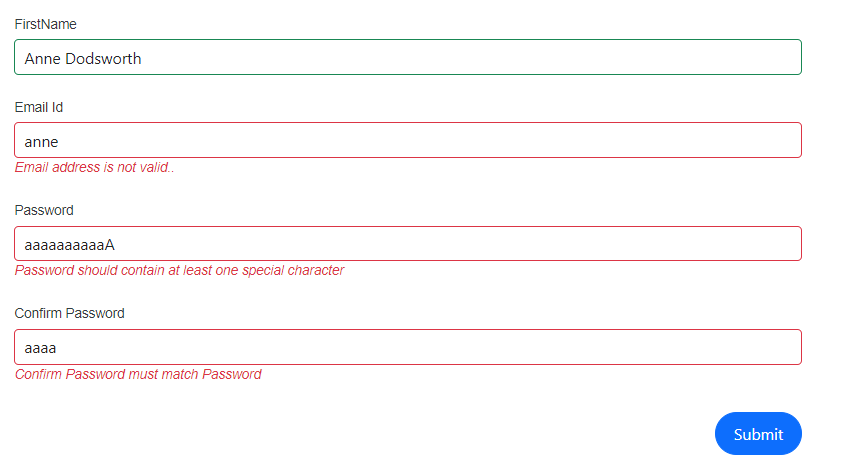 FirstName
Anne Dodsworth
Email Id
anne
Email address is not valid..
Password
aaaaaaaaaaA
Password should contain at least one special character
Confirm Password
aaaa
Confirm Password must match Password
Submit